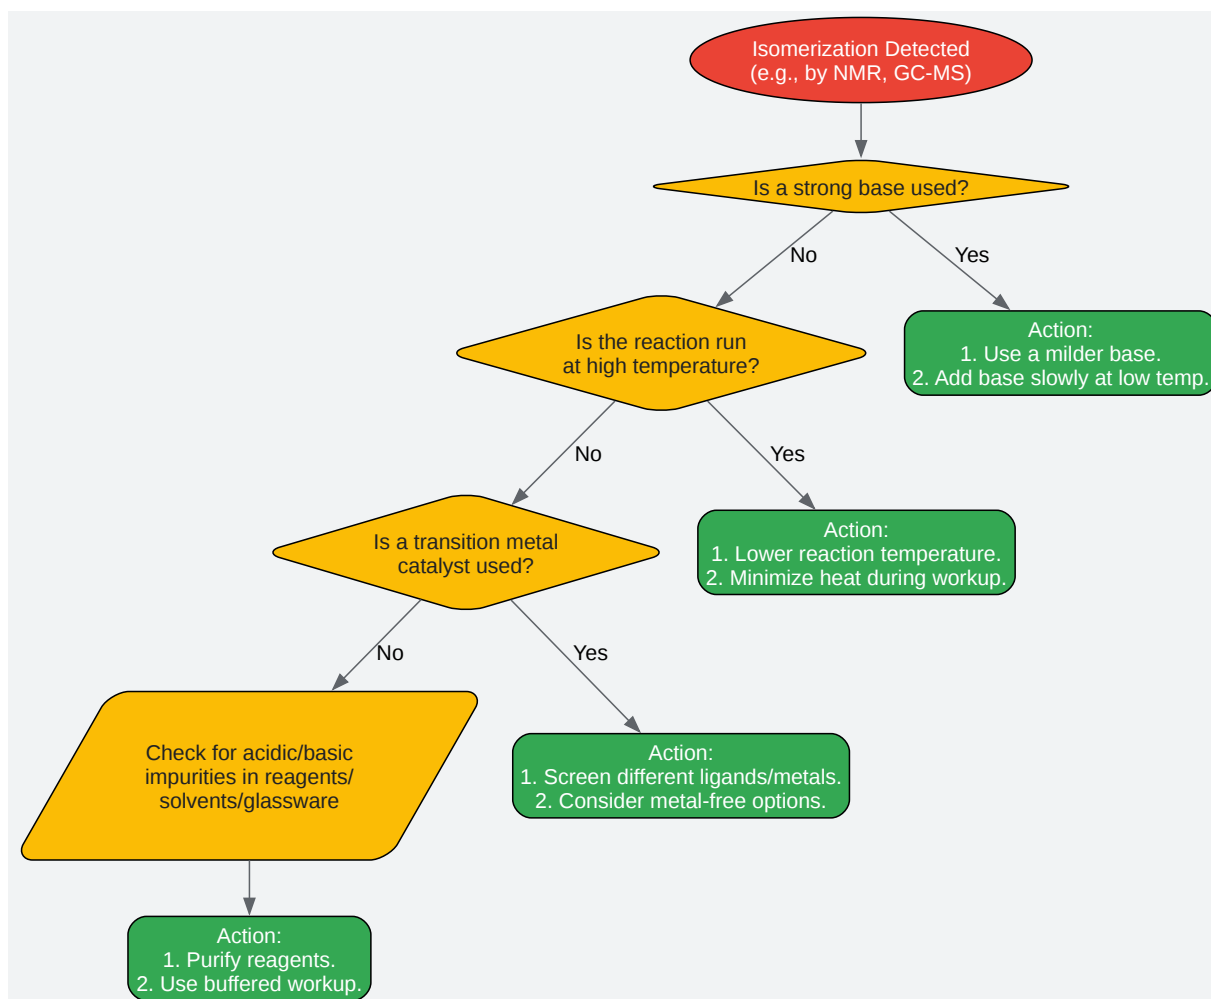 Isomerization Detected
(e.g., by NMR, GC-MS)
Is a strong base used?
No
Yes
Is the reaction run
at high temperature?
Action:
1. Use a milder base.
2. Add base slowly at low temp.
No
Yes
Is a transition metal
catalyst used?
Action:
1. Lower reaction temperature.
2. Minimize heat during workup.
No
Yes
Check for acidic/basic
impurities in reagents/
solvents/glassware
Action:
1. Screen different ligands/metals.
2. Consider metal-free options.
Action:
1. Purify reagents.
2. Use buffered workup.